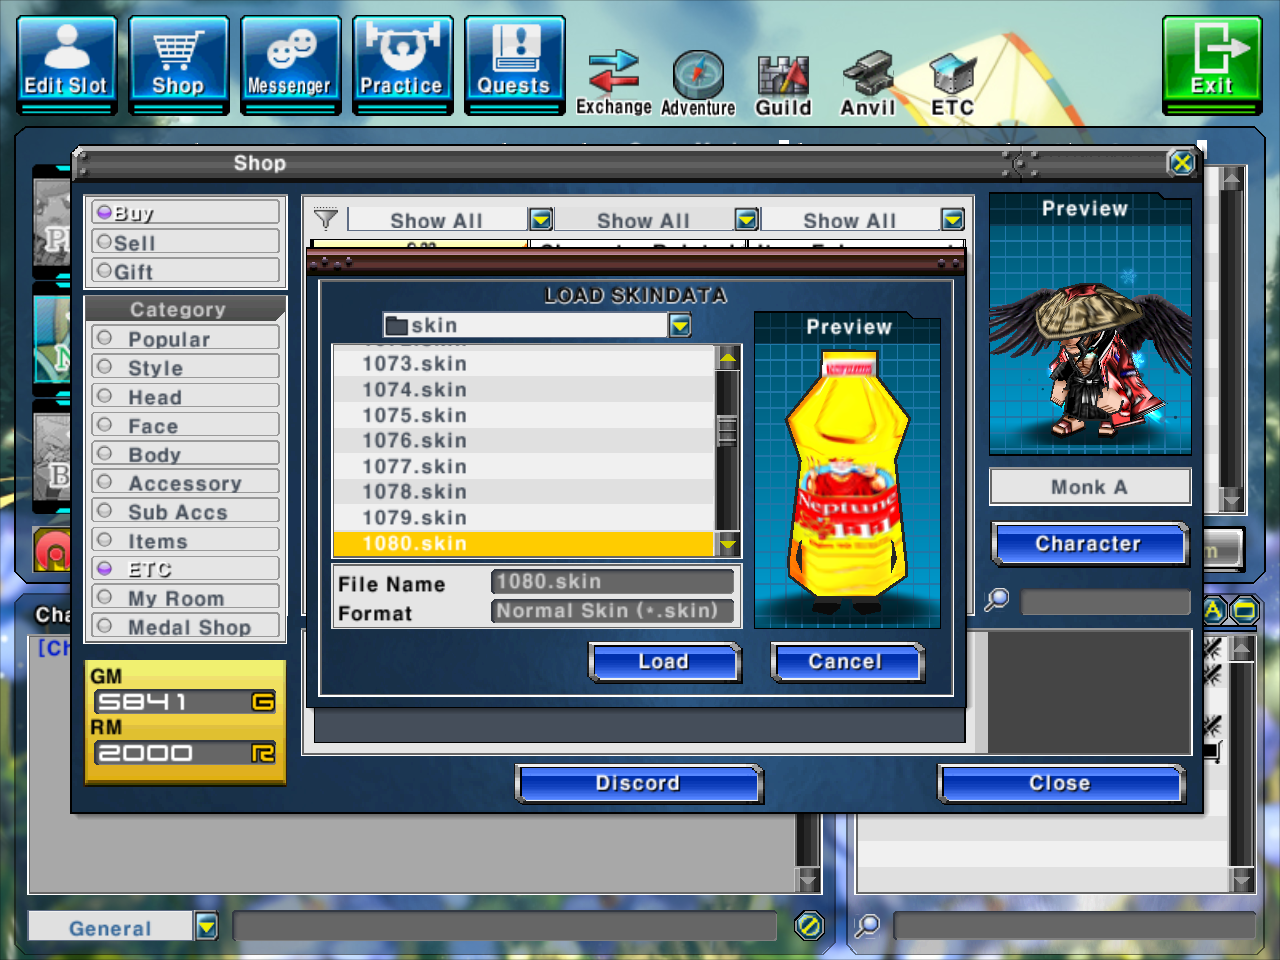 Edit Slot
Shop
Messenger
Practice
Quests
Exchange
Adventure
Guild
Anvil
ETC
Exit
Shop
Buy
Sell
Gift
Category
Popular
Style
Head
Face
Body
Accessory
Sub Accs
Items
ETC
My Room
Medal Shop
GM
5841 G
RM
2000 R
Show All
Show All
Show All
LOAD SKINDATA
skin
1073.skin
1074.skin
1075.skin
1076.skin
1077.skin
1078.skin
1079.skin
1080.skin
File Name
1080.skin
Format
Normal Skin (*.skin)
Preview
Neptune
Neptune
Load
Cancel
Preview
Monk A
Character
Discord
Close
Cha
[Ch
A
General